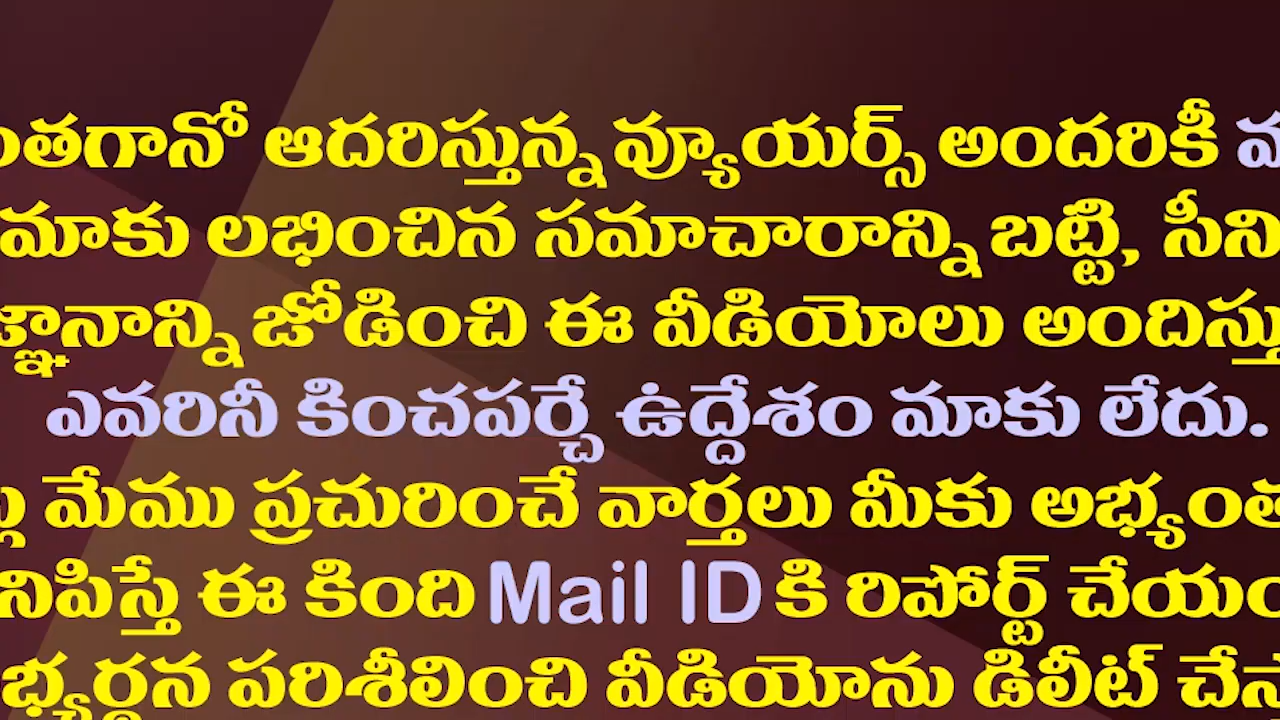 ంతగానో ఆదరిస్తున్న వ్యూయర్స్ అందరికీ
మాకు లభించిన సమాచారాన్ని బట్టి, సీని
జ్ఞానాన్ని జోడించి ఈ వీడియోలు అందిస్తు
ఎవరినీ కించపర్చే ఉద్దేశం మాకు లేదు.
మేము ప్రచురించే వార్తలు మీకు అభ్యంత
నిపిస్తే ఈ కింది Mail ID కి రిపోర్ట్ చేయం
భ్యర్థన పరిశీలించి వీడియోను డిలీట్ చేస